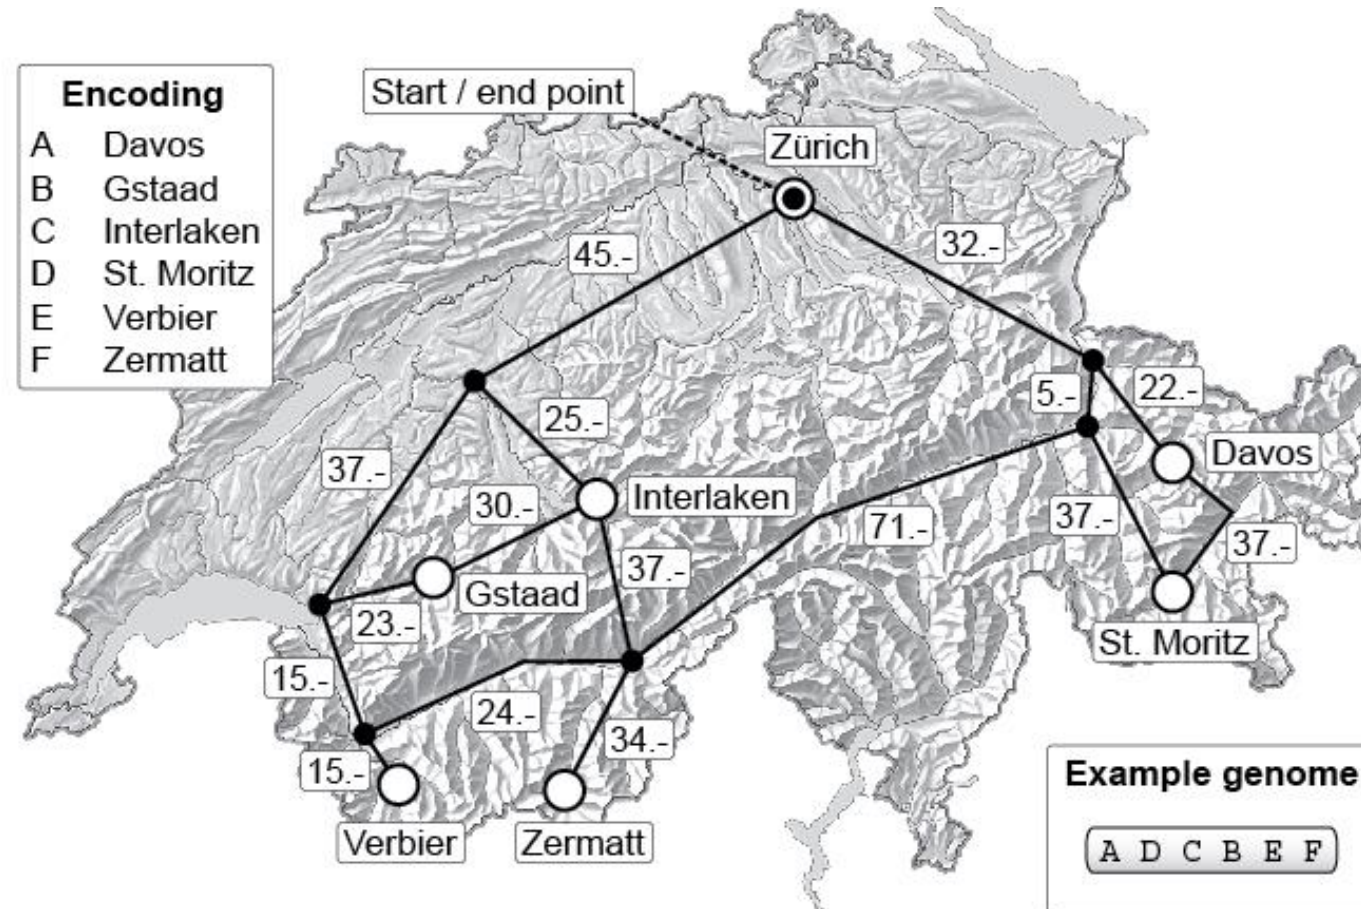 Encoding
A Davos
B Gstaad
C Interlaken
D St. Moritz
E Verbier
F Zermatt
Start / end point
Zürich
45.-
32.-
5.-
22.-
25.-
37.-
Davos
30.-
Interlaken
71.-
37.-
37.-
37.-
Gstaad
23.-
St. Moritz
15.-
24.-
34.-
15.-
Verbier
Zermatt
Example genome
A D C B E F